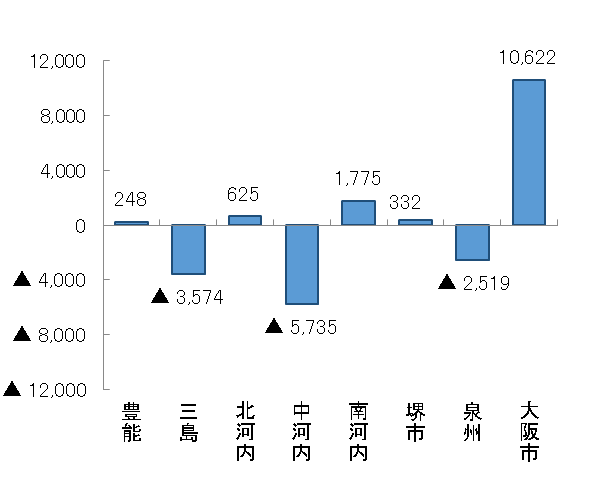 12,000
8,000
4,000
0
▲ 4,000
▲ 8,000
▲ 12,000
248
▲ 3,574
625
▲ 5,735
1,775
332
▲ 2,519
10,622
豊能
三島
北河内
中河内
南河内
堺市
泉州
大阪市